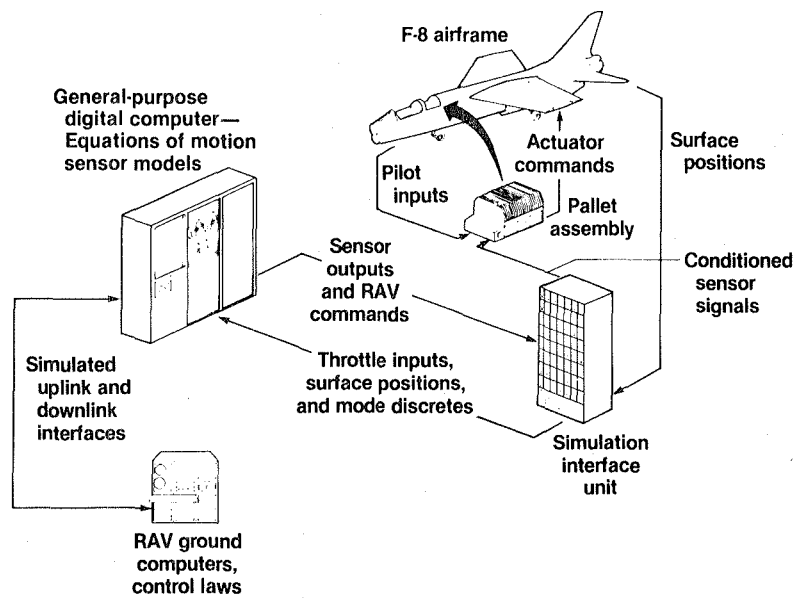 F-8 airframe
General-purpose
digital computer—
Equations of motion
sensor models
Actuator
commands
Surface
positions
Pilot
inputs
Pallet
assembly
Sensor
outputs
and RAV
commands
Conditioned
sensor
signals
Simulated
uplink and
downlink
interfaces
Throttle inputs,
surface positions,
and mode discretes
Simulation
interface
unit
RAV ground
computers,
control laws